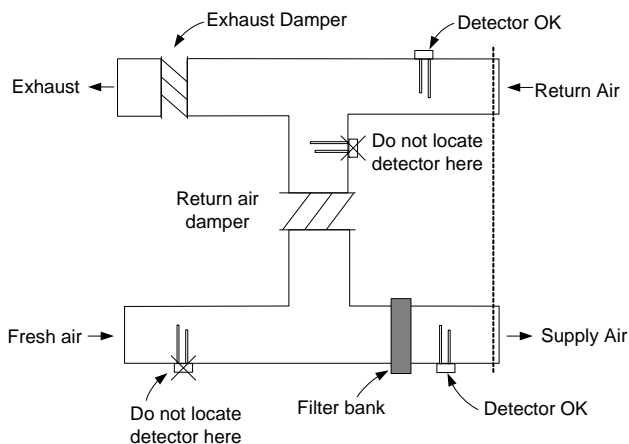 Exhaust Damper
Detector OK
Exhaust
Return Air
Do not locate
detector here
Return air
damper
Fresh air
Supply Air
Do not locate
detector here
Filter bank
Detector OK